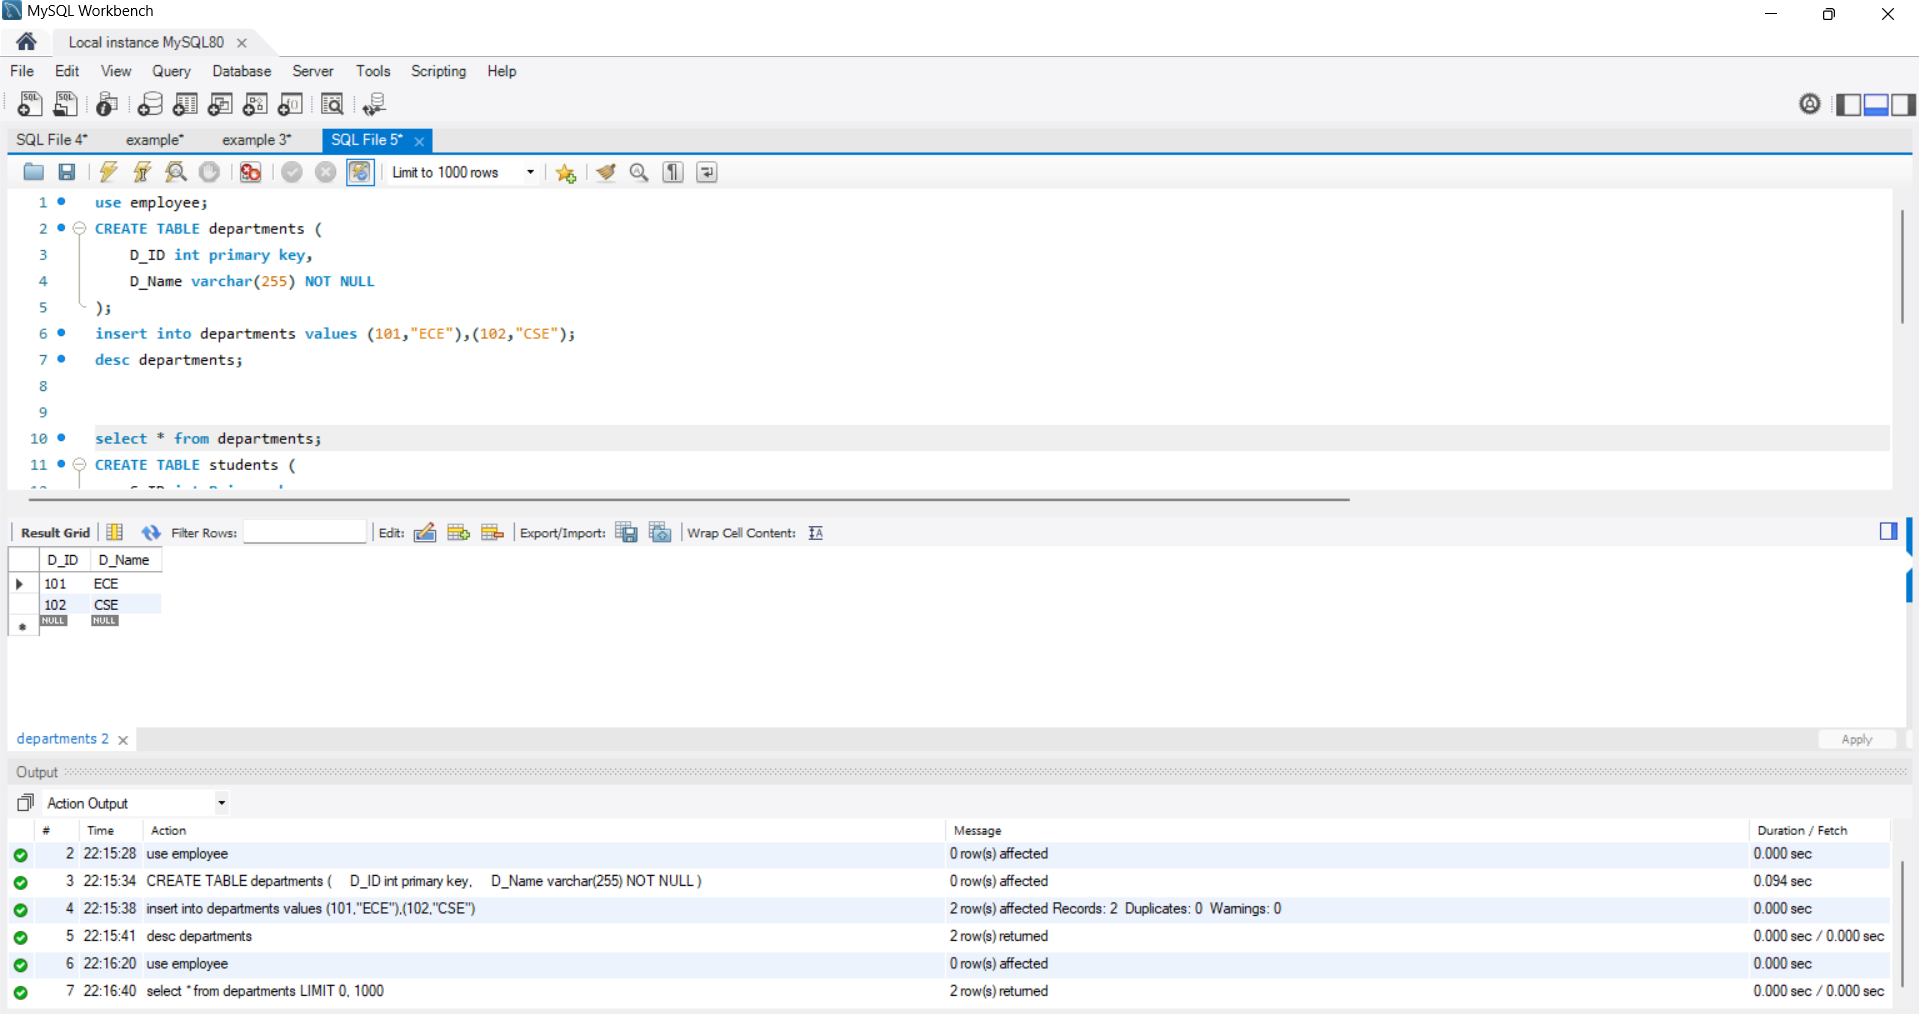 MySQL Workbench
Local instance MySQL80
File Edit View Query Database Server Tools Scripting Help
SQL File 4* example* example 3* SQL File 5*
Limit to 1000 rows
1 use employee;
2 CREATE TABLE departments (
3 D_ID int primary key,
4 D_Name varchar(255) NOT NULL
5 );
6 insert into departments values (101,"ECE"),(102,"CSE");
7 desc departments;
8
9
10 select * from departments;
11 CREATE TABLE students (
Result Grid Filter Rows: Edit: Export/Import: Wrap Cell Content:
D_ID D_Name
101 ECE
102 CSE
NULL NULL
departments 2 Apply
Output
Action Output
# Time Action Message Duration / Fetch
2 22:15:28 use employee 0 row(s) affected 0.000 sec
3 22:15:34 CREATE TABLE departments ( D_ID int primary key, D_Name varchar(255) NOT NULL ) 0 row(s) affected 0.094 sec
4 22:15:38 insert into departments values (101,"ECE"),(102,"CSE") 2 row(s) affected Records: 2 Duplicates: 0 Warnings: 0 0.000 sec
5 22:15:41 desc departments 2 row(s) returned 0.000 sec / 0.000 sec
6 22:16:20 use employee 0 row(s) affected 0.000 sec
7 22:16:40 select * from departments LIMIT 0, 1000 2 row(s) returned 0.000 sec / 0.000 sec